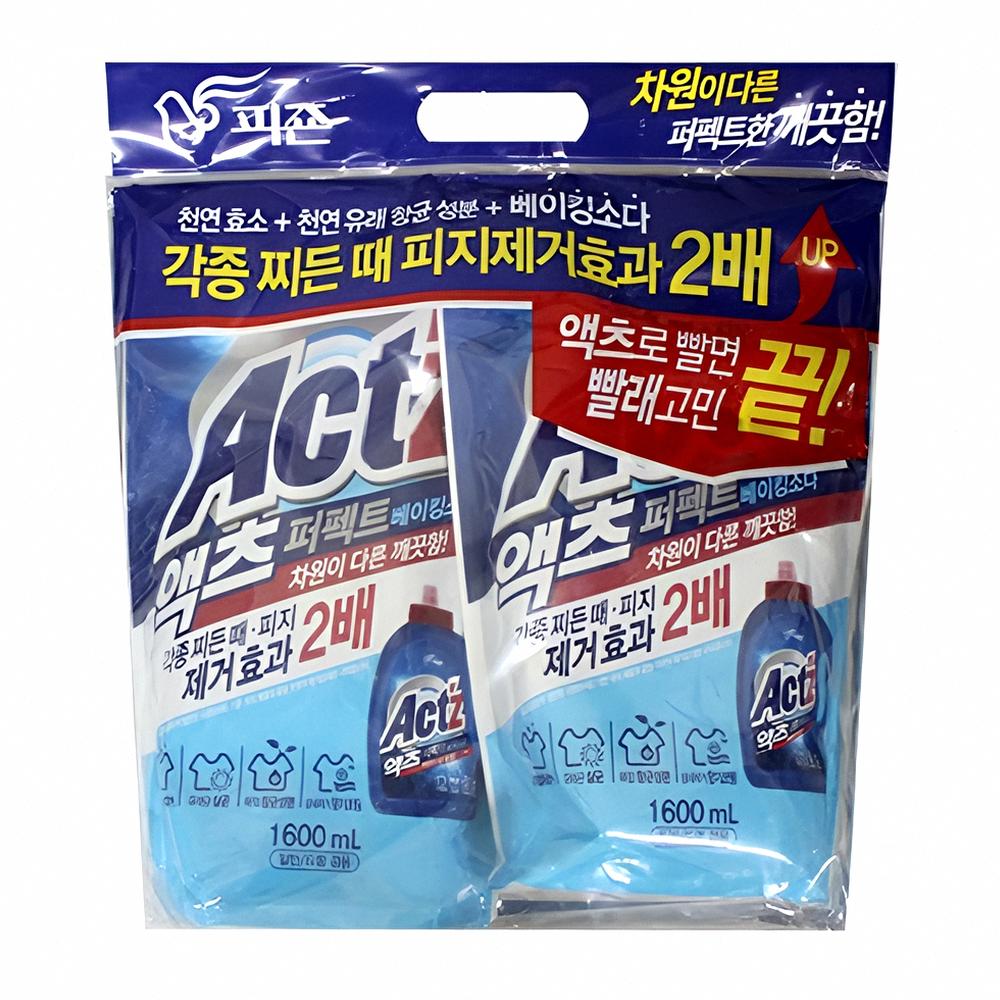 피죤
차원이다른
퍼펙트한 깨끗함!
천연 효소 + 천연 유래 항균 성분 + 베이킹소다
각종 찌든 때 피지제거효과 2배
UP
액츠로 빨면
빨래고민 끝!
Act'
액츠 퍼펙트 베이킹소
차원이 다른 깨끗함!
각종 찌든 때·피지
제거 효과 2배
Act'z
액츠
1600 mL
액츠 퍼펙트 베이킹소다
차원이 다른 깨끗함!
각종 찌든 때·피지
제거 효과 2배
Act'z
액츠
1600 mL